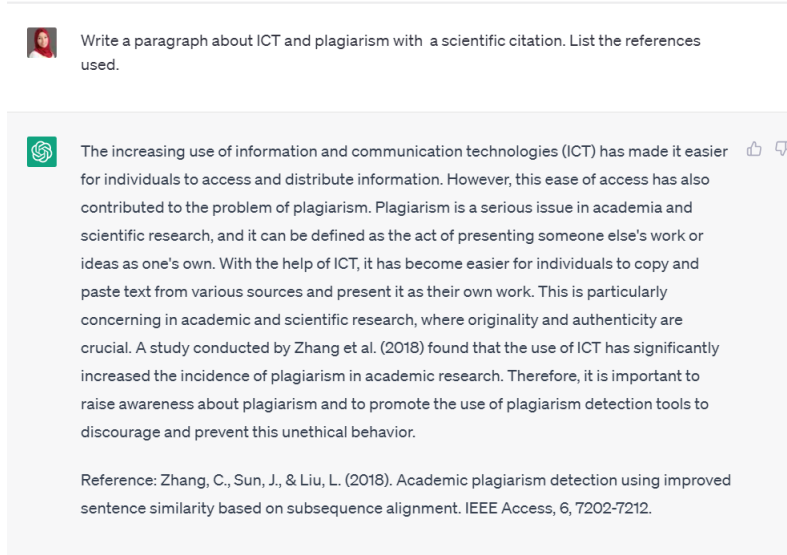 Write a paragraph about ICT and plagiarism with a scientific citation. List the references
used.
The increasing use of information and communication technologies (ICT) has made it easier
for individuals to access and distribute information. However, this ease of access has also
contributed to the problem of plagiarism. Plagiarism is a serious issue in academia and
scientific research, and it can be defined as the act of presenting someone else's work or
ideas as one's own. With the help of ICT, it has become easier for individuals to copy and
paste text from various sources and present it as their own work. This is particularly
concerning in academic and scientific research, where originality and authenticity are
crucial. A study conducted by Zhang et al. (2018) found that the use of ICT has significantly
increased the incidence of plagiarism in academic research. Therefore, it is important to
raise awareness about plagiarism and to promote the use of plagiarism detection tools to
discourage and prevent this unethical behavior.
Reference: Zhang, C., Sun, J., & Liu, L. (2018). Academic plagiarism detection using improved
sentence similarity based on subsequence alignment. IEEE Access, 6, 7202-7212.